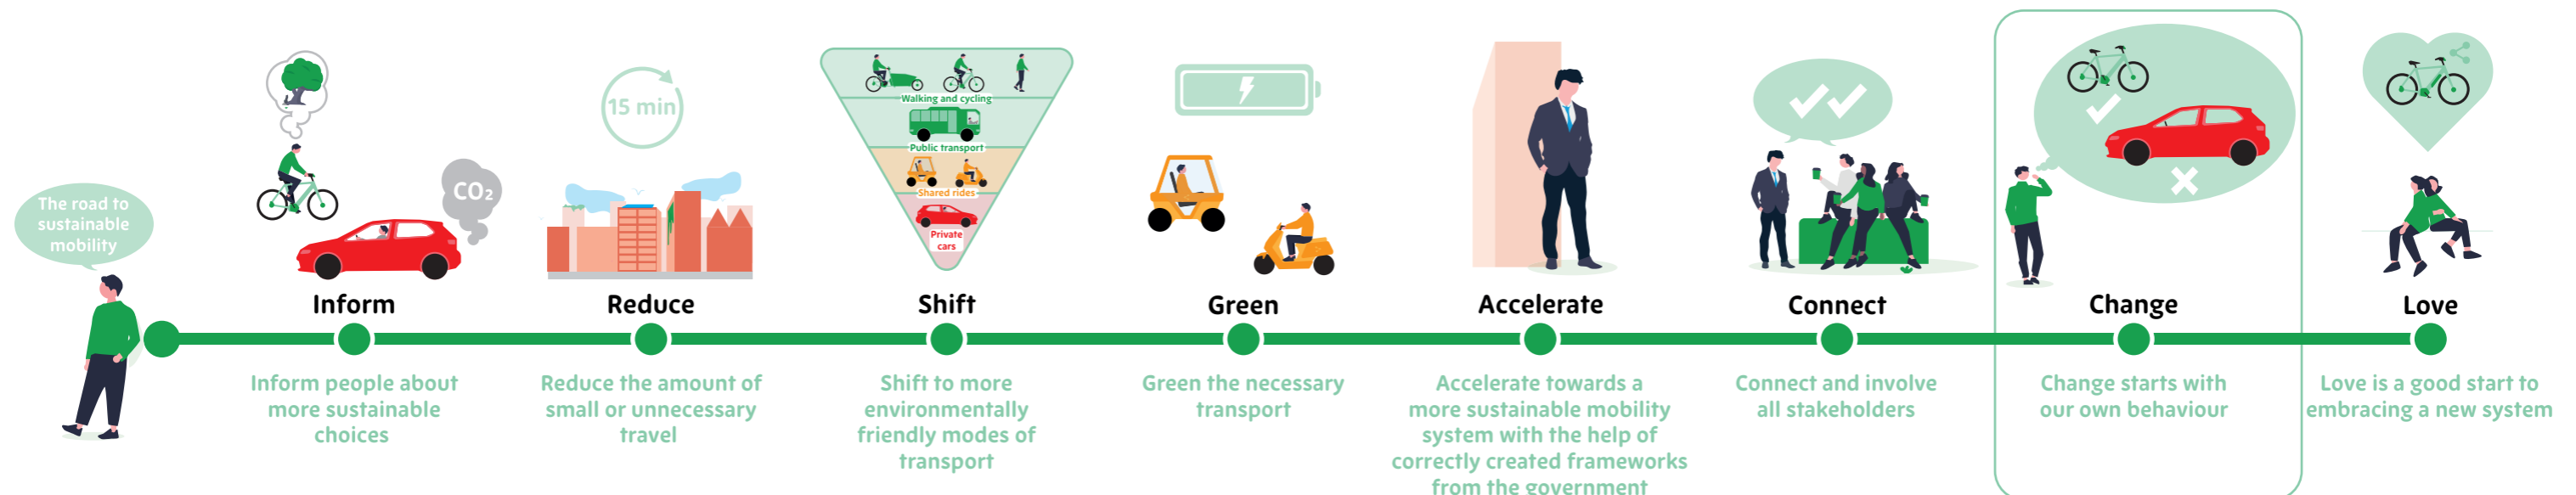 The road to
sustainable
mobility
CO₂
15 min
Walking and cycling
Public transport
Shared rides
Private
cars
Inform
Reduce
Shift
Green
Accelerate
Connect
Change
Love
Inform people about
more sustainable
choices
Reduce the amount of
small or unnecessary
travel
Shift to more
environmentally
friendly modes of
transport
Green the necessary
transport
Accelerate towards a
more sustainable mobility
system with the help of
correctly created frameworks
from the government
Connect and involve
all stakeholders
Change starts with
our own behaviour
Love is a good start to
embracing a new system